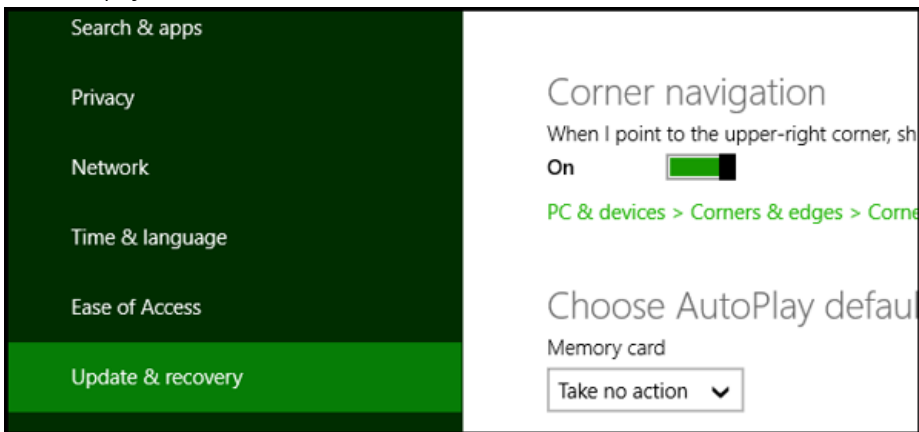 Search & apps
Privacy
Network
Time & language
Ease of Access
Update & recovery
Corner navigation
When I point to the upper-right corner, sh
On
PC & devices > Corners & edges > Corne
Choose AutoPlay defaul
Memory card
Take no action